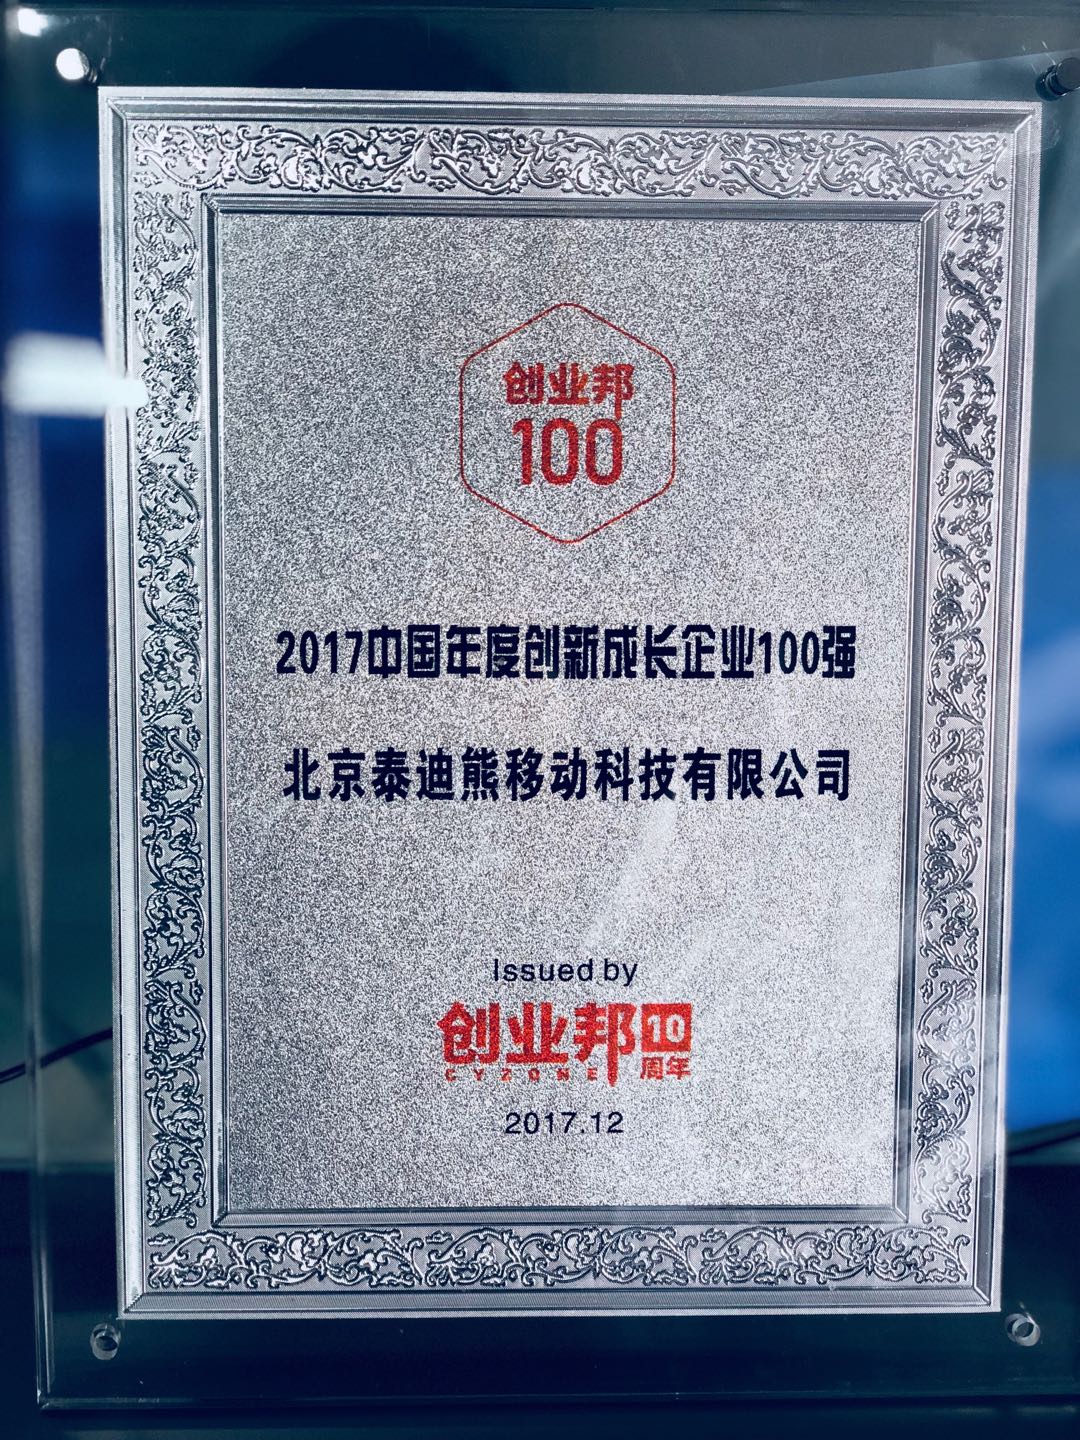 创业邦
100
2017中国年度创新成长企业100强
北京泰迪熊移动科技有限公司
Issued by
创业邦10
CYZONE 周年
2017.12